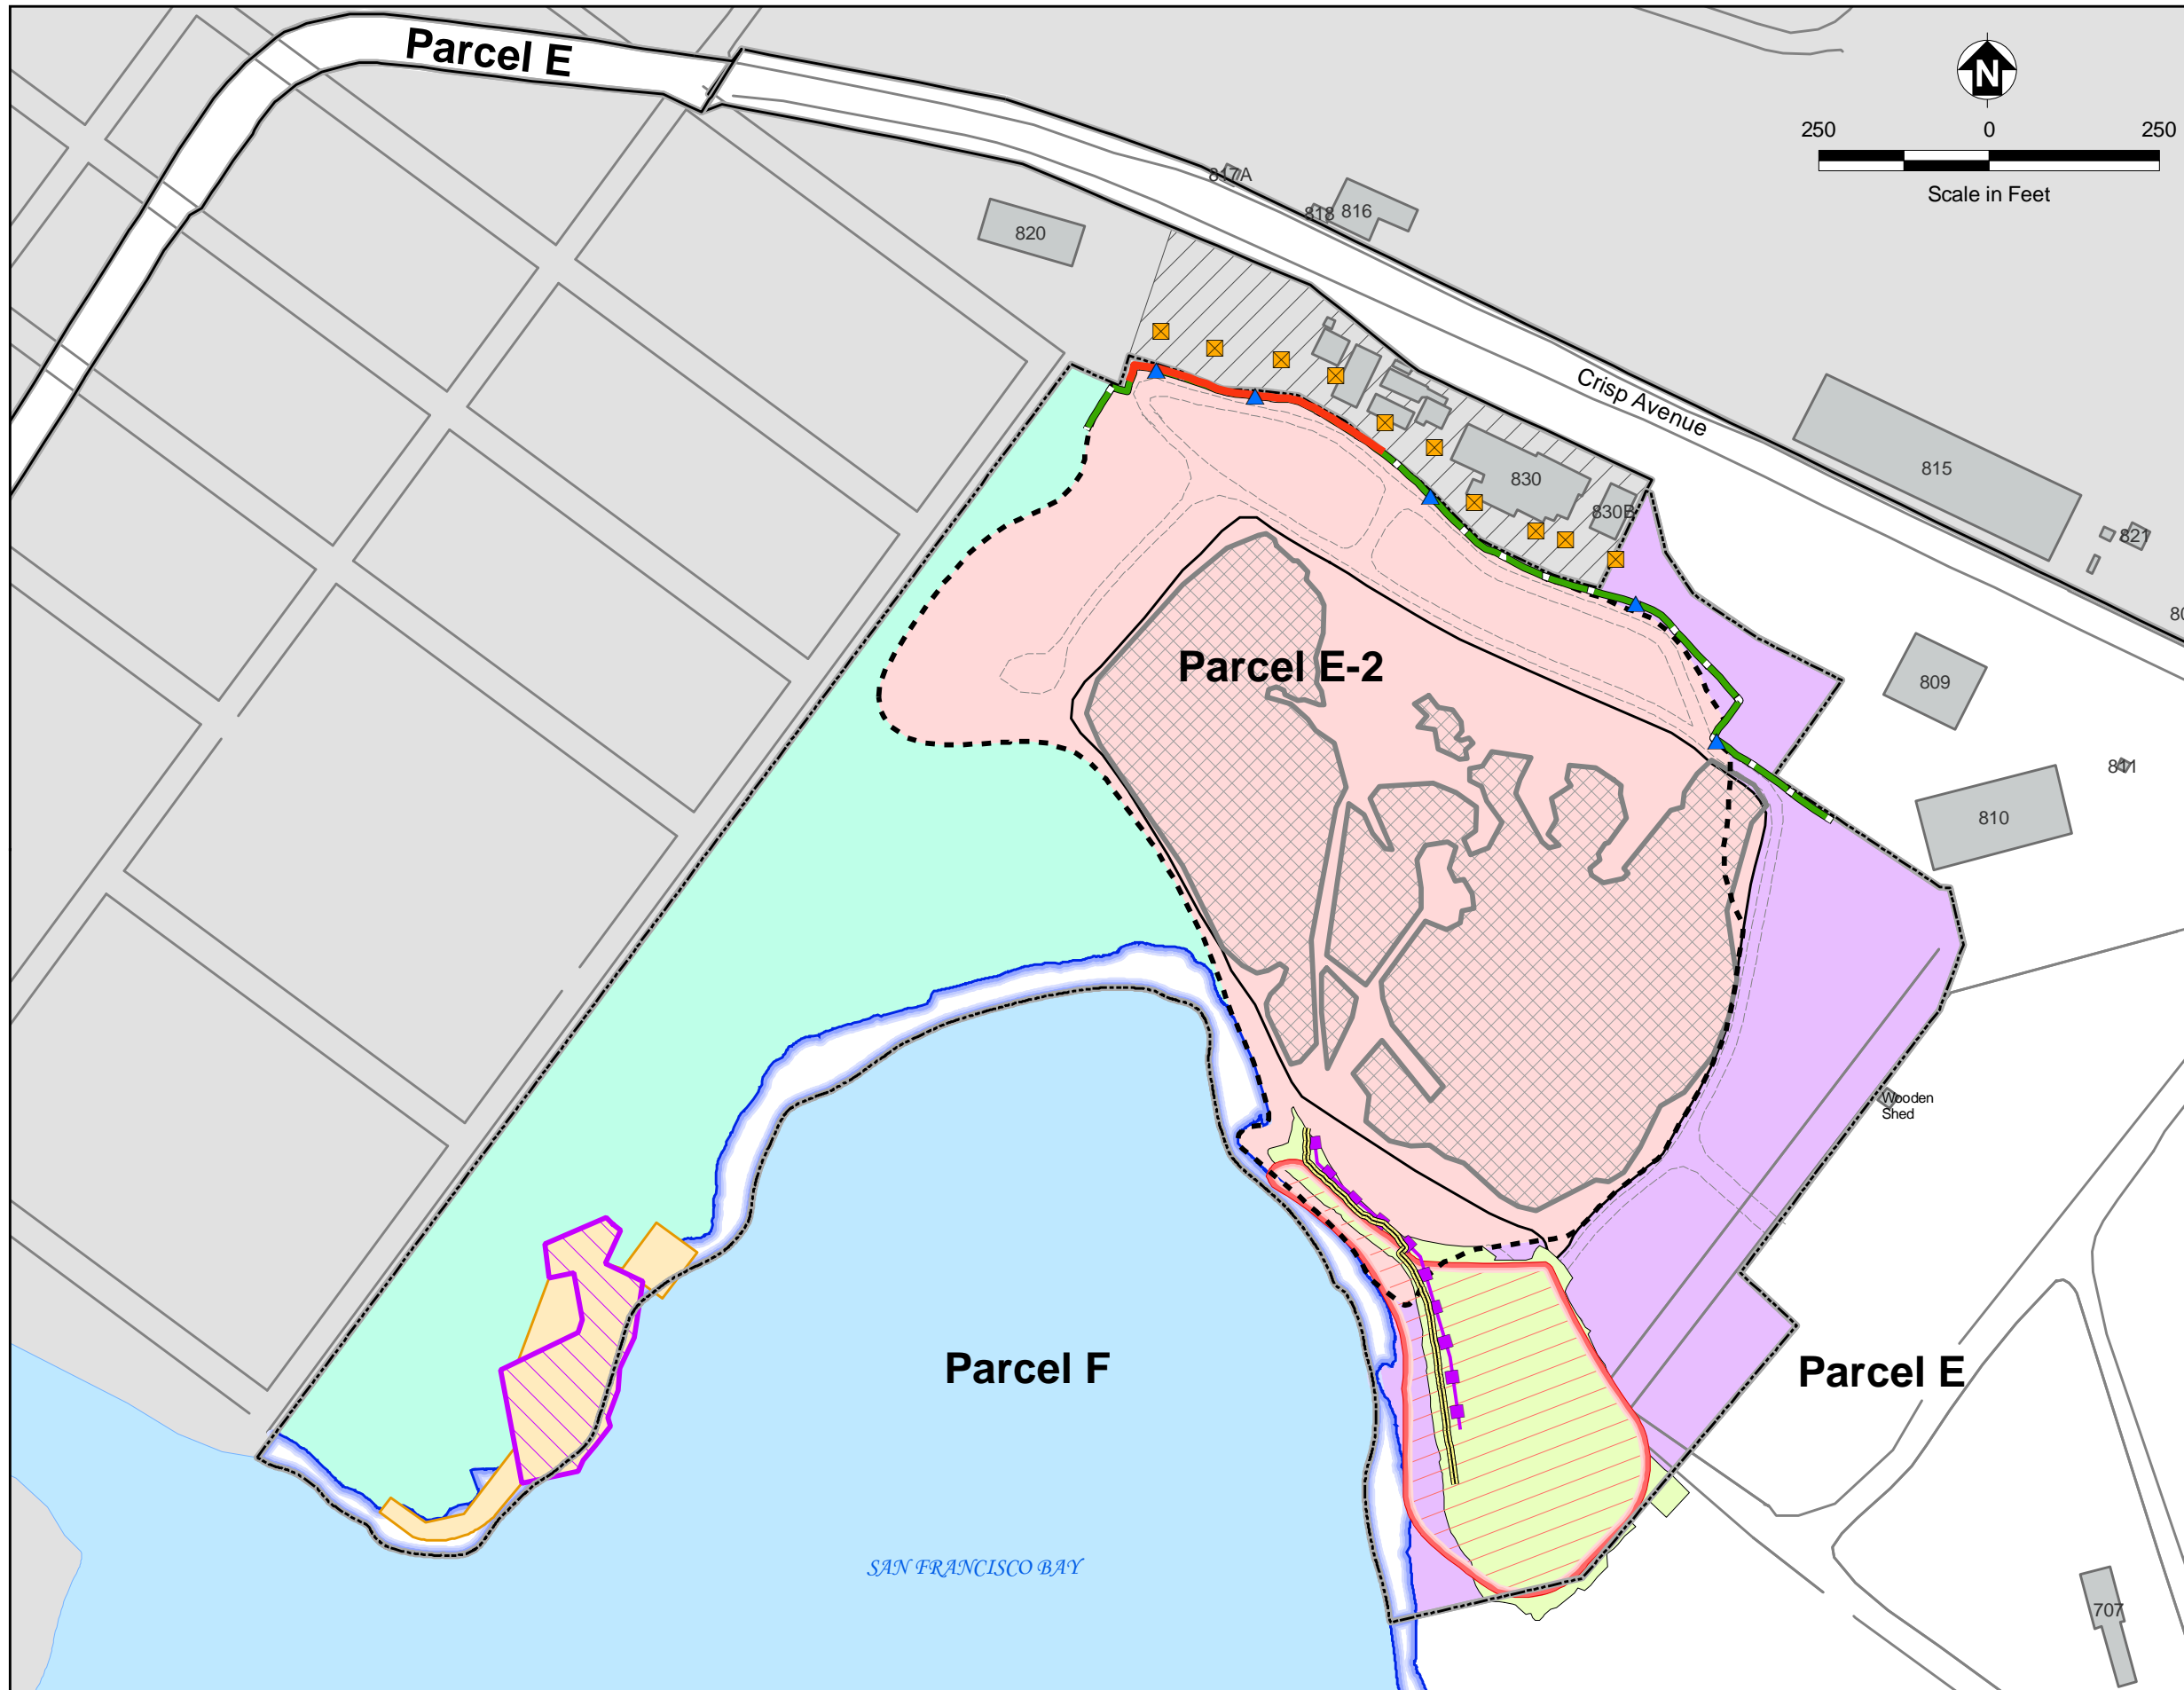 Parcel E
N
250 0 250
Scale in Feet
817A
818
816
820
Crisp Avenue
815
830
830B
821
80
Parcel E-2
809
811
810
Wooden
Shed
Parcel F
Parcel E
SAN FRANCISCO BAY
707